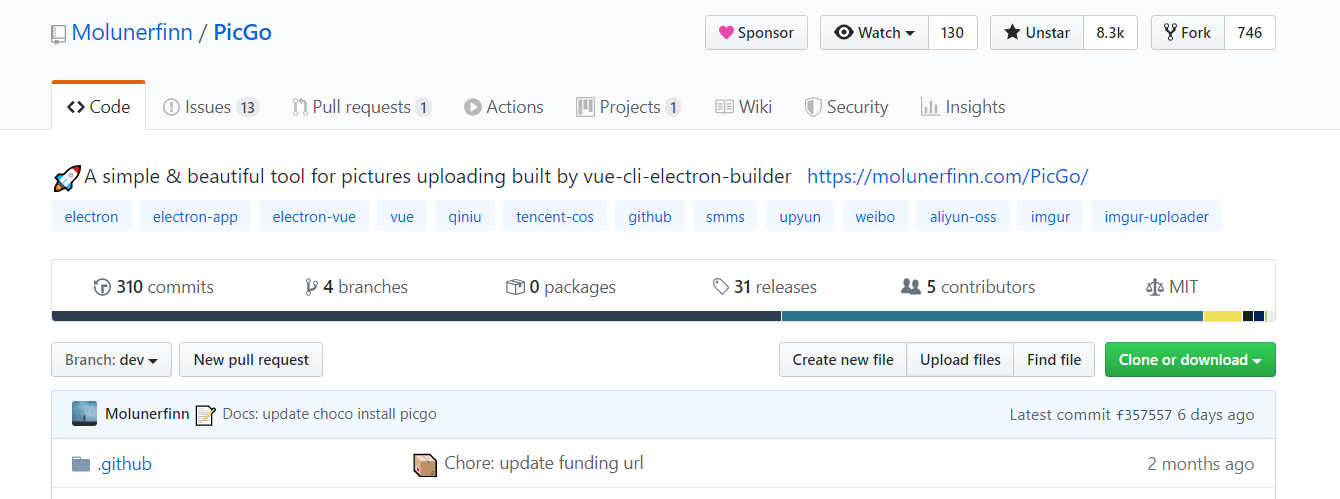 Molunerfinn / PicGo Sponsor Watch 130 Unstar 8.3k Fork 746
Code Issues 13 Pull requests 1 Actions Projects 1 Wiki Security Insights
A simple & beautiful tool for pictures uploading built by vue-cli-electron-builder https://molunerfinn.com/PicGo/
electron electron-app electron-vue vue qiniu tencent-cos github smms upyun weibo aliyun-oss imgur imgur-uploader
310 commits 4 branches 0 packages 31 releases 5 contributors MIT
Branch: dev New pull request Create new file Upload files Find file Clone or download
Molunerfinn Docs: update choco install picgo Latest commit f357557 6 days ago
.github Chore: update funding url 2 months ago